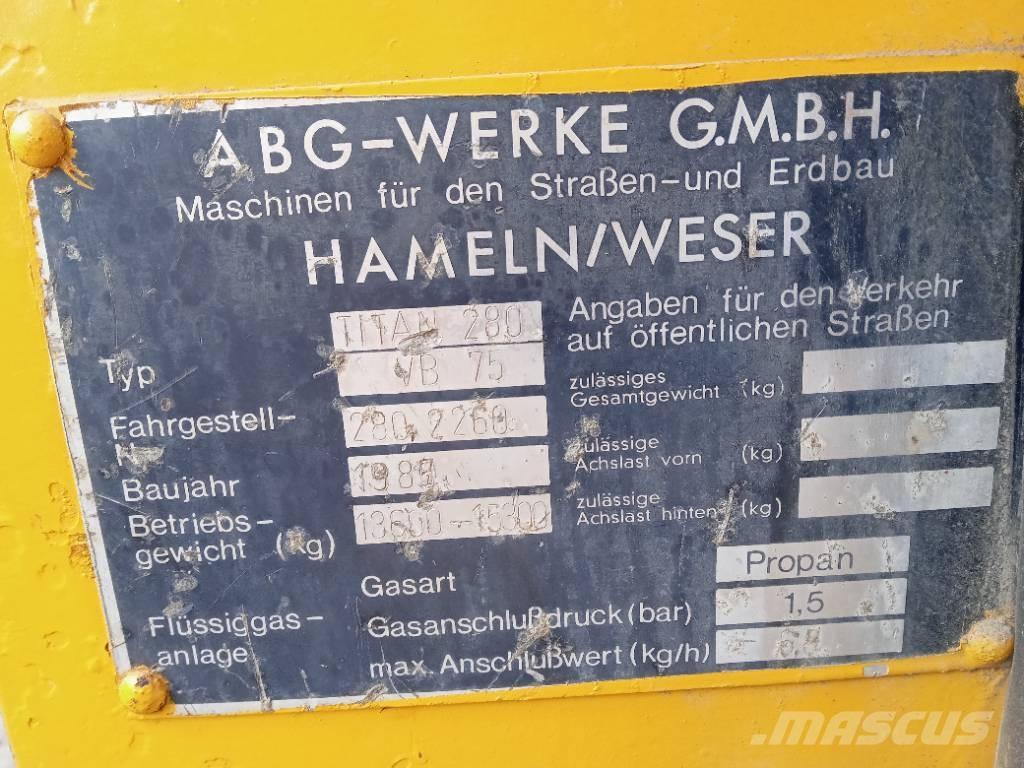 ABG-WERKE G.M.B.H.
Maschinen für den Straßen-und Erdbau
HAMELN/WESER
Typ TITAN 280
VB 75
Fahrgestell-
Nr. 280.2260
Baujahr 1989
Betriebs-
gewicht (kg) 13600-15300
Angaben für den Verkehr
auf öffentlichen Straßen
zulässiges
Gesamtgewicht (kg)
zulässige
Achslast vorn (kg)
zulässige
Achslast hinten (kg)
Flüssiggas-
anlage
Gasart Propan
Gasanschlußdruck (bar) 1,5
max. Anschlußwert (kg/h)
MASCUS